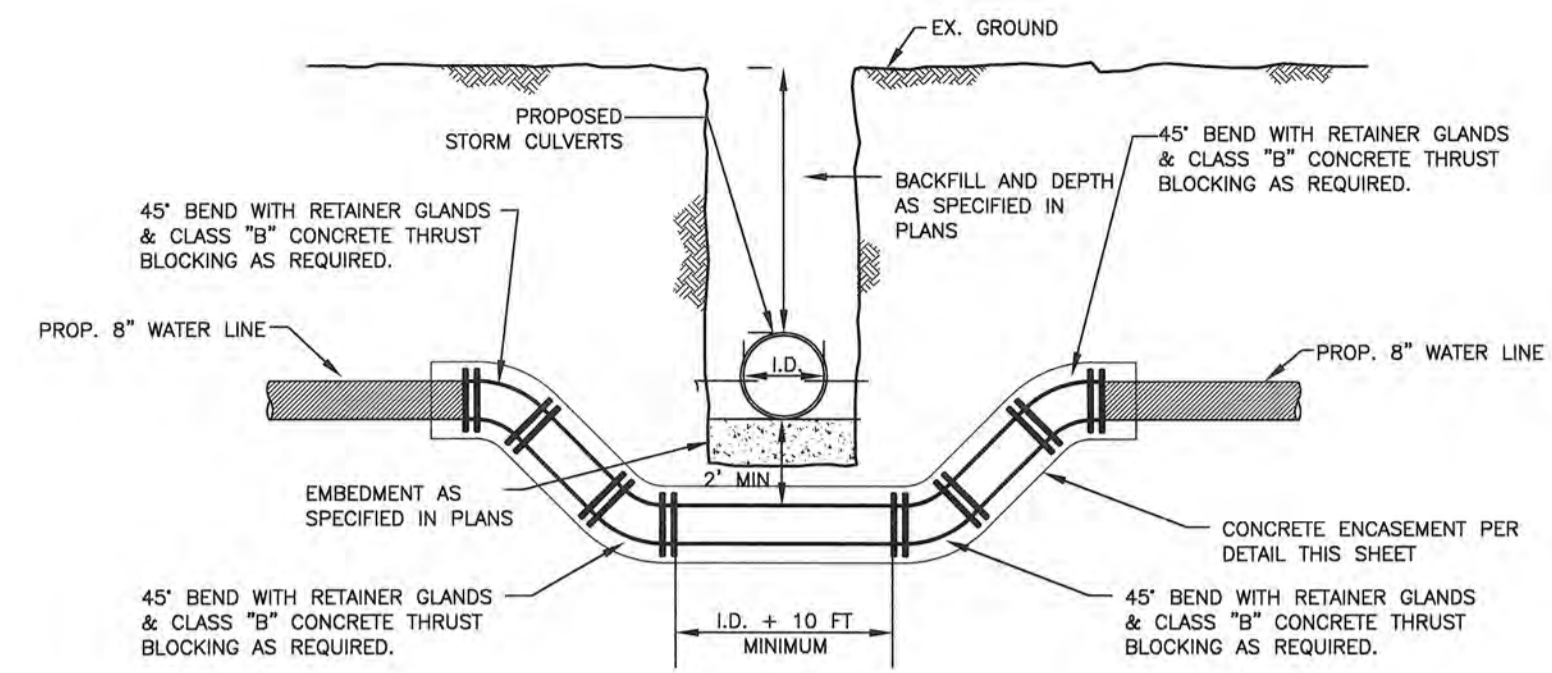 EX. GROUND
PROPOSED
STORM CULVERTS
45° BEND WITH RETAINER GLANDS
& CLASS "B" CONCRETE THRUST
BLOCKING AS REQUIRED.
BACKFILL AND DEPTH
AS SPECIFIED IN
PLANS
45° BEND WITH RETAINER GLANDS
& CLASS "B" CONCRETE THRUST
BLOCKING AS REQUIRED.
PROP. 8" WATER LINE
I.D.
PROP. 8" WATER LINE
2' MIN
EMBEDMENT AS
SPECIFIED IN PLANS
CONCRETE ENCASEMENT PER
DETAIL THIS SHEET
45° BEND WITH RETAINER GLANDS
& CLASS "B" CONCRETE THRUST
BLOCKING AS REQUIRED.
I.D. + 10 FT
MINIMUM
45° BEND WITH RETAINER GLANDS
& CLASS "B" CONCRETE THRUST
BLOCKING AS REQUIRED.